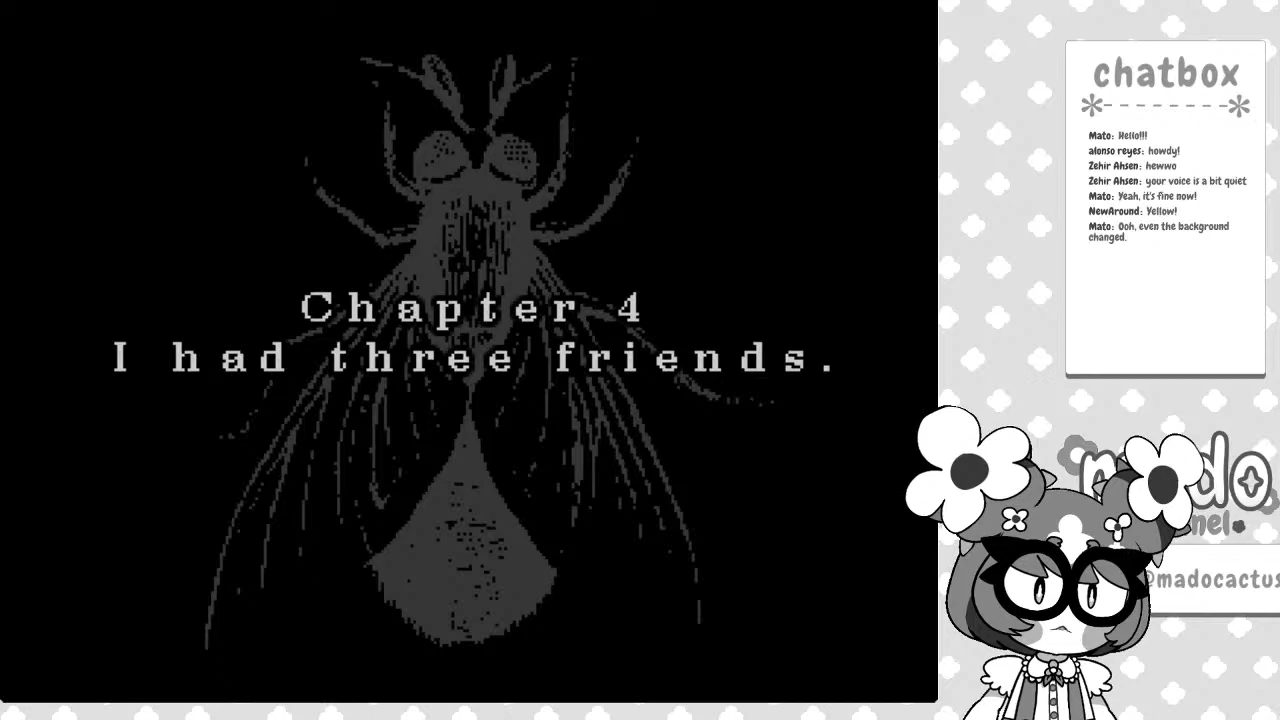 Chapter 4
I had three friends.
chatbox
Mato: Hello!!!
alonso reyes: howdy!
Zehir Ahsen: hewwo
Zehir Ahsen: your voice is a bit quiet
Mato: Yeah, it's fine now!
NewAround: Yellow!
Mato: Ooh, even the background
changed.
@madocactus